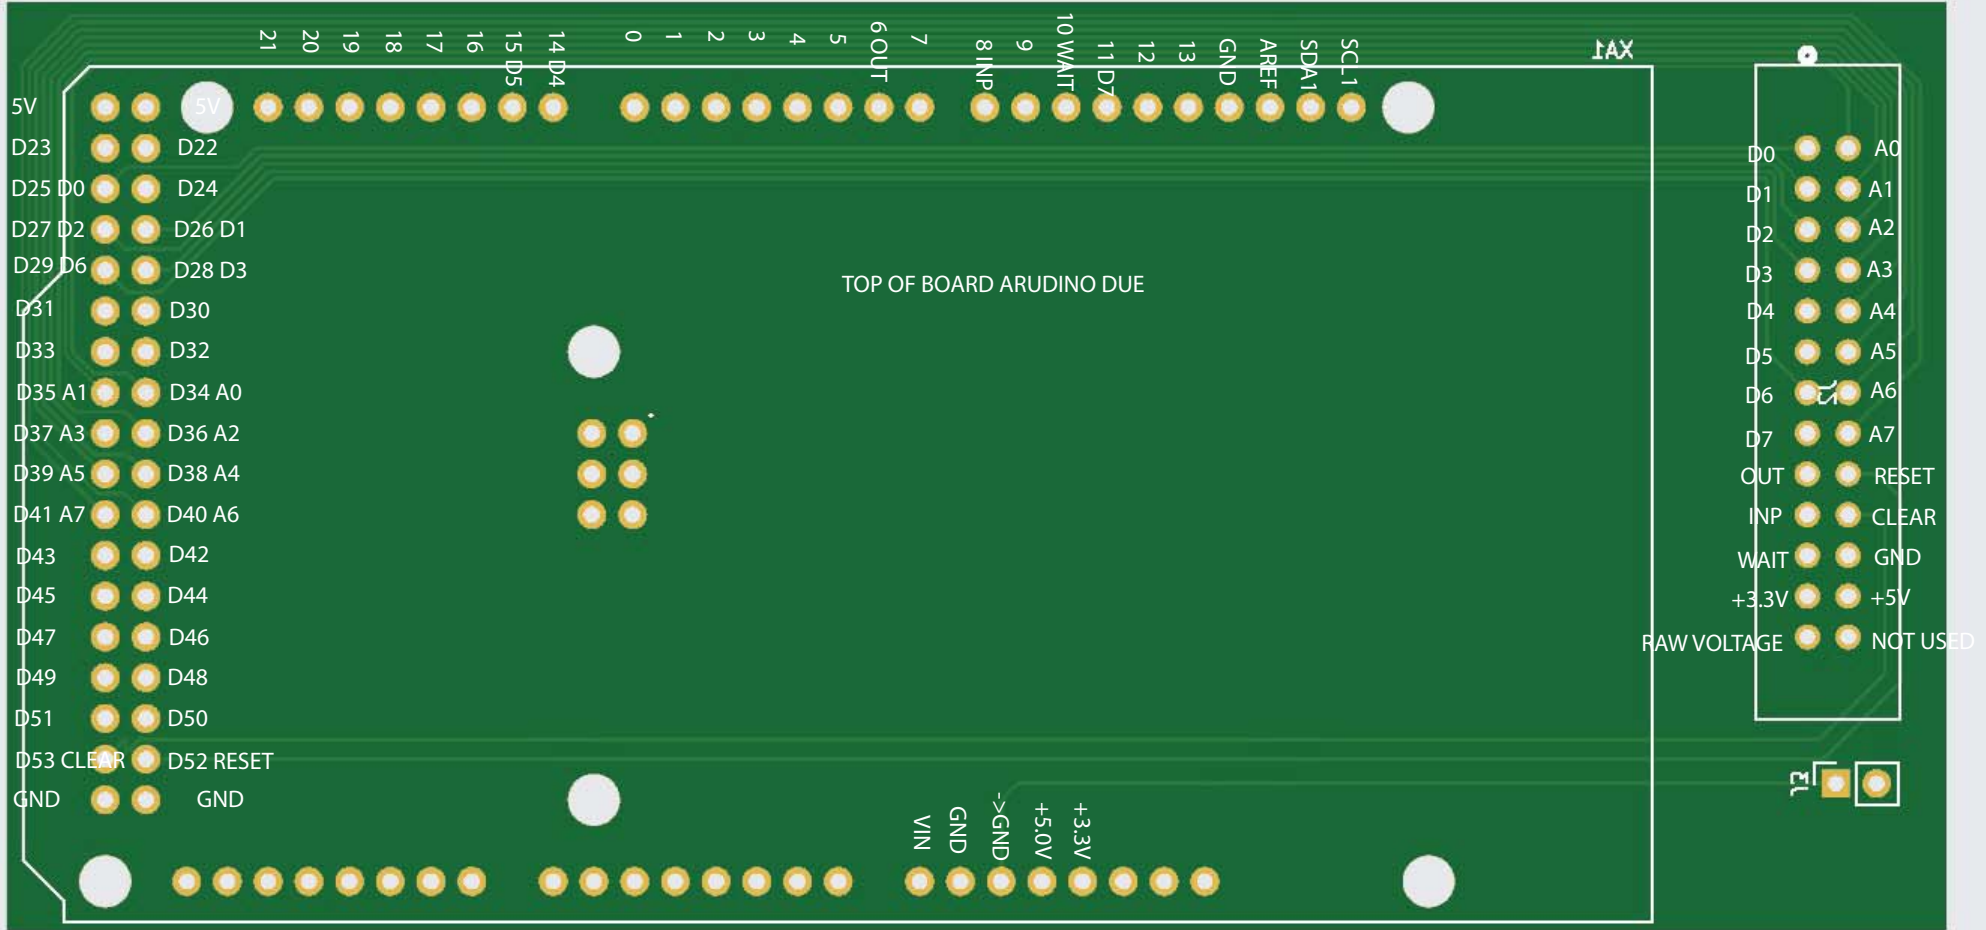 21
20
19
18
17
16
15 D5
14 D4
0
1
2
3
4
5
6 OUT
7
8 INP
9
10 WAIT
11 D7
12
13
GND
AREF
SDA1
SCL1
XA1
5V
5V
D23
D22
D25 D0
D24
D27 D2
D26 D1
D29 D6
D28 D3
D31
D30
D33
D32
D35 A1
D34 A0
D37 A3
D36 A2
D39 A5
D38 A4
D41 A7
D40 A6
D43
D42
D45
D44
D47
D46
D49
D48
D51
D50
D53 CLEAR
D52 RESET
GND
GND
TOP OF BOARD ARUDINO DUE
D0
A0
D1
A1
D2
A2
D3
A3
D4
A4
D5
A5
D6
A6
J2
D7
A7
OUT
RESET
INP
CLEAR
WAIT
GND
+3.3V
+5V
RAW VOLTAGE
NOT USED
J3
VIN
GND
->GND
+5.0V
+3.3V